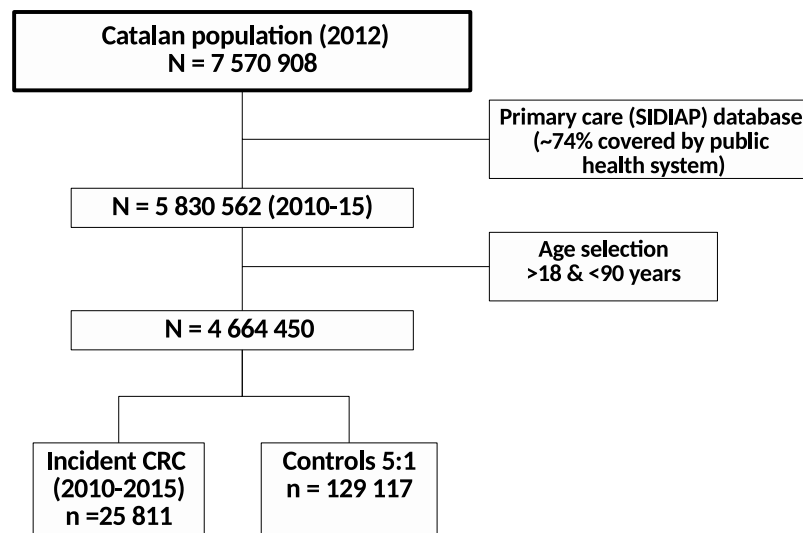 Catalan population (2012)
N = 7 570 908
Primary care (SIDIAP) database
(~74% covered by public
health system)
N = 5 830 562 (2010-15)
Age selection
>18 & <90 years
N = 4 664 450
Incident CRC
(2010-2015)
n =25 811
Controls 5:1
n = 129 117